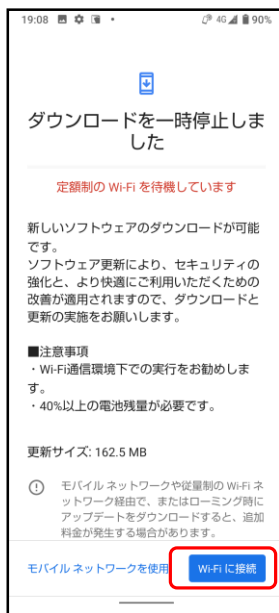 19:08
4G 90%
ダウンロードを一時停止しま
した
定額制の Wi-Fi を待機しています
新しいソフトウェアのダウンロードが可能
です。
ソフトウェア更新により、セキュリティの
強化と、より快適にご利用いただくための
改善が適用されますので、ダウンロードと
更新の実施をお願いします。
■注意事項
・Wi-Fi通信環境下での実行をお勧めしま
す。
・40%以上の電池残量が必要です。
更新サイズ: 162.5 MB
モバイル ネットワークや従量制の Wi-Fi ネ
ットワーク経由で、またはローミング時に
アップデートをダウンロードすると、追加
料金が発生する場合があります。
モバイル ネットワークを使用
Wi-Fi に接続